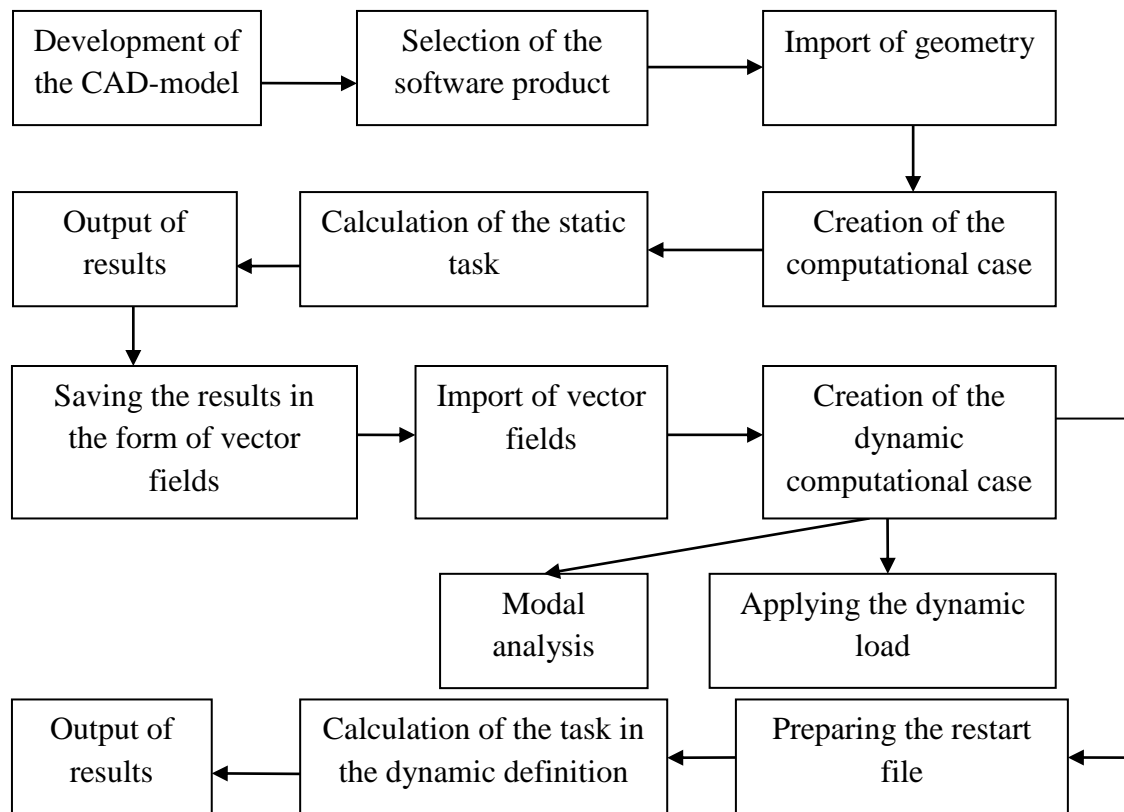 Development of
the CAD-model
Selection of the
software product
Import of geometry
Output of
results
Calculation of the static
task
Creation of the
computational case
Saving the results in
the form of vector
fields
Import of vector
fields
Creation of the
dynamic
computational case
Modal
analysis
Applying the dynamic
load
Output of
results
Calculation of the task in
the dynamic definition
Preparing the restart
file